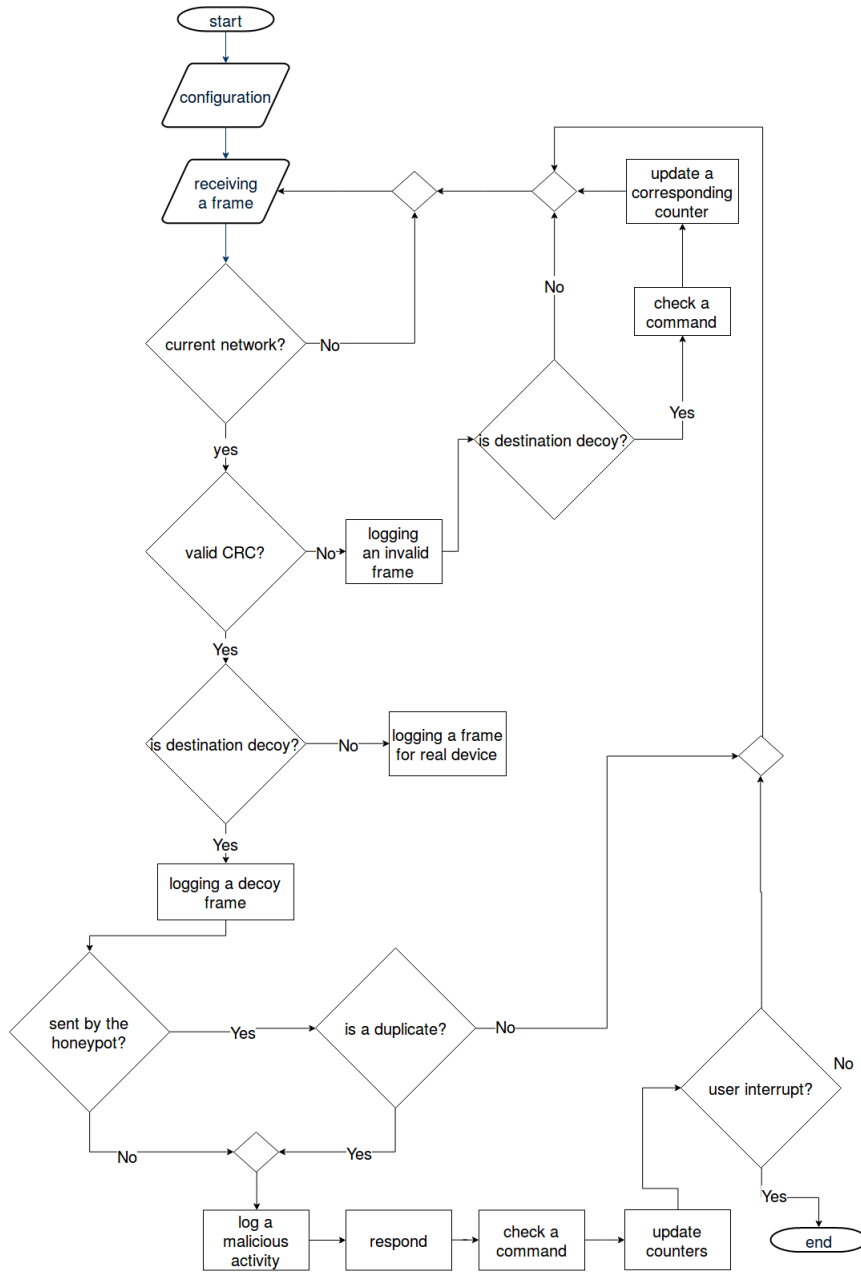 start
configuration
receiving
a frame
update a
corresponding
counter
No
check a
command
current network?
No
Yes
is destination decoy?
yes
valid CRC?
No
logging
an invalid
frame
Yes
is destination decoy?
No
logging a frame
for real device
Yes
logging a decoy
frame
sent by the
honeypot?
Yes
is a duplicate?
No
user interrupt?
No
No
Yes
Yes
log a
malicious
activity
respond
check a
command
update
counters
end